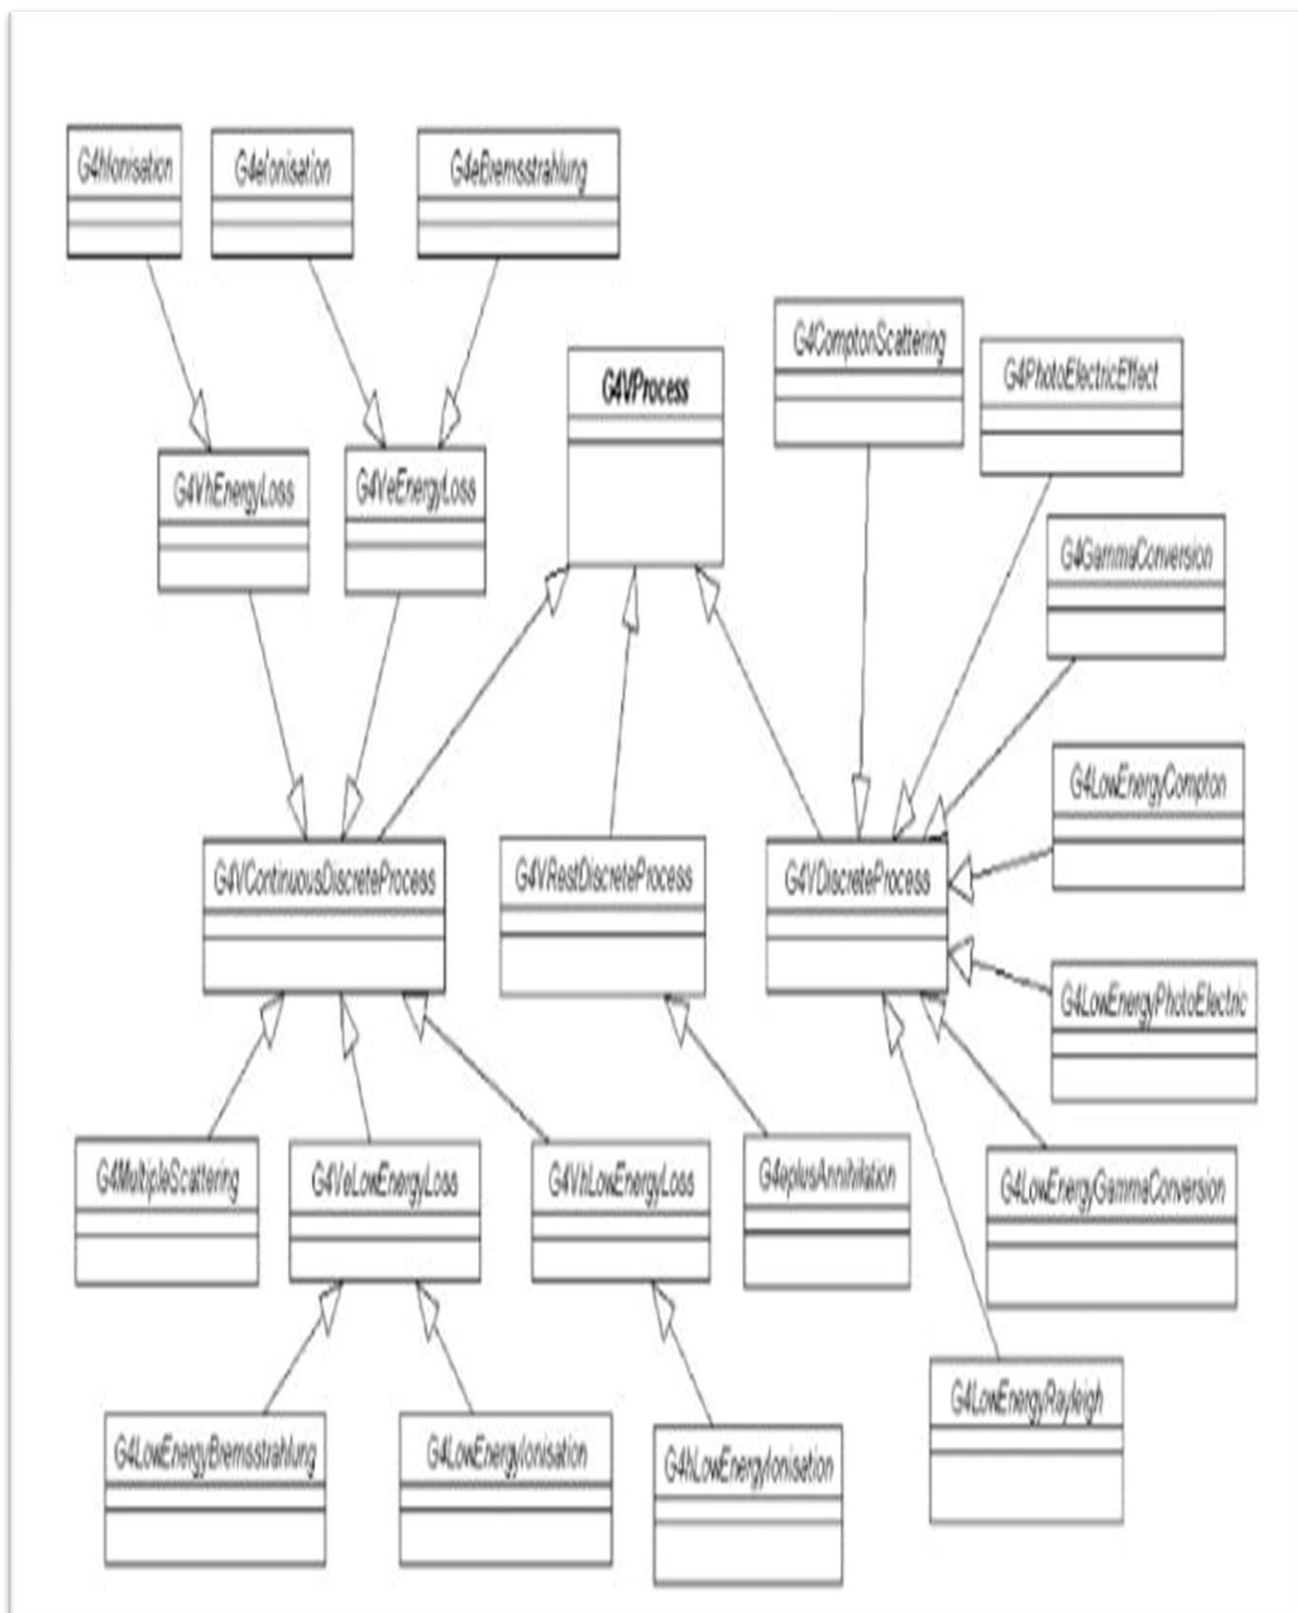 G4hIonisation
G4eIonisation
G4eBremsstrahlung
G4VProcess
G4ComptonScattering
G4PhotoElectricEffect
G4VhEnergyLoss
G4VeEnergyLoss
G4GammaConversion
G4LowEnergyCompton
G4VContinuousDiscreteProcess
G4VRestDiscreteProcess
G4VDiscreteProcess
G4LowEnergyPhotoElectric
G4MultipleScattering
G4VeLowEnergyLoss
G4VhLowEnergyLoss
G4eplusAnnihilation
G4LowEnergyGammaConversion
G4LowEnergyRayleigh
G4LowEnergyBremsstrahlung
G4LowEnergyIonisation
G4hLowEnergyIonisation